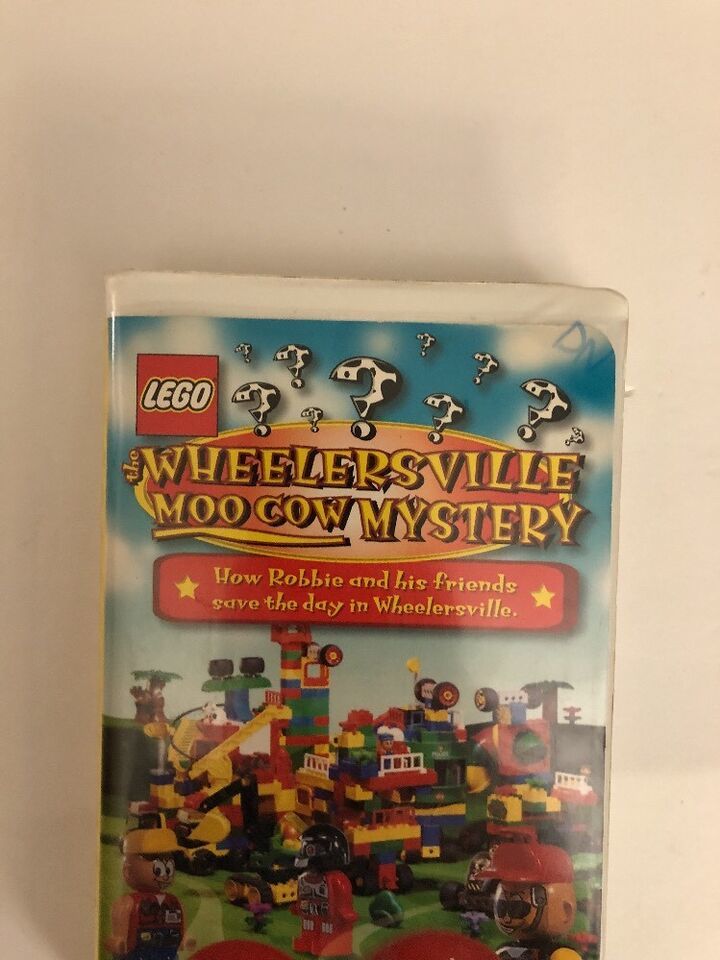 LEGO
the WHEELERSVILLE
MOO COW MYSTERY
How Robbie and his friends
save the day in Wheelersville.